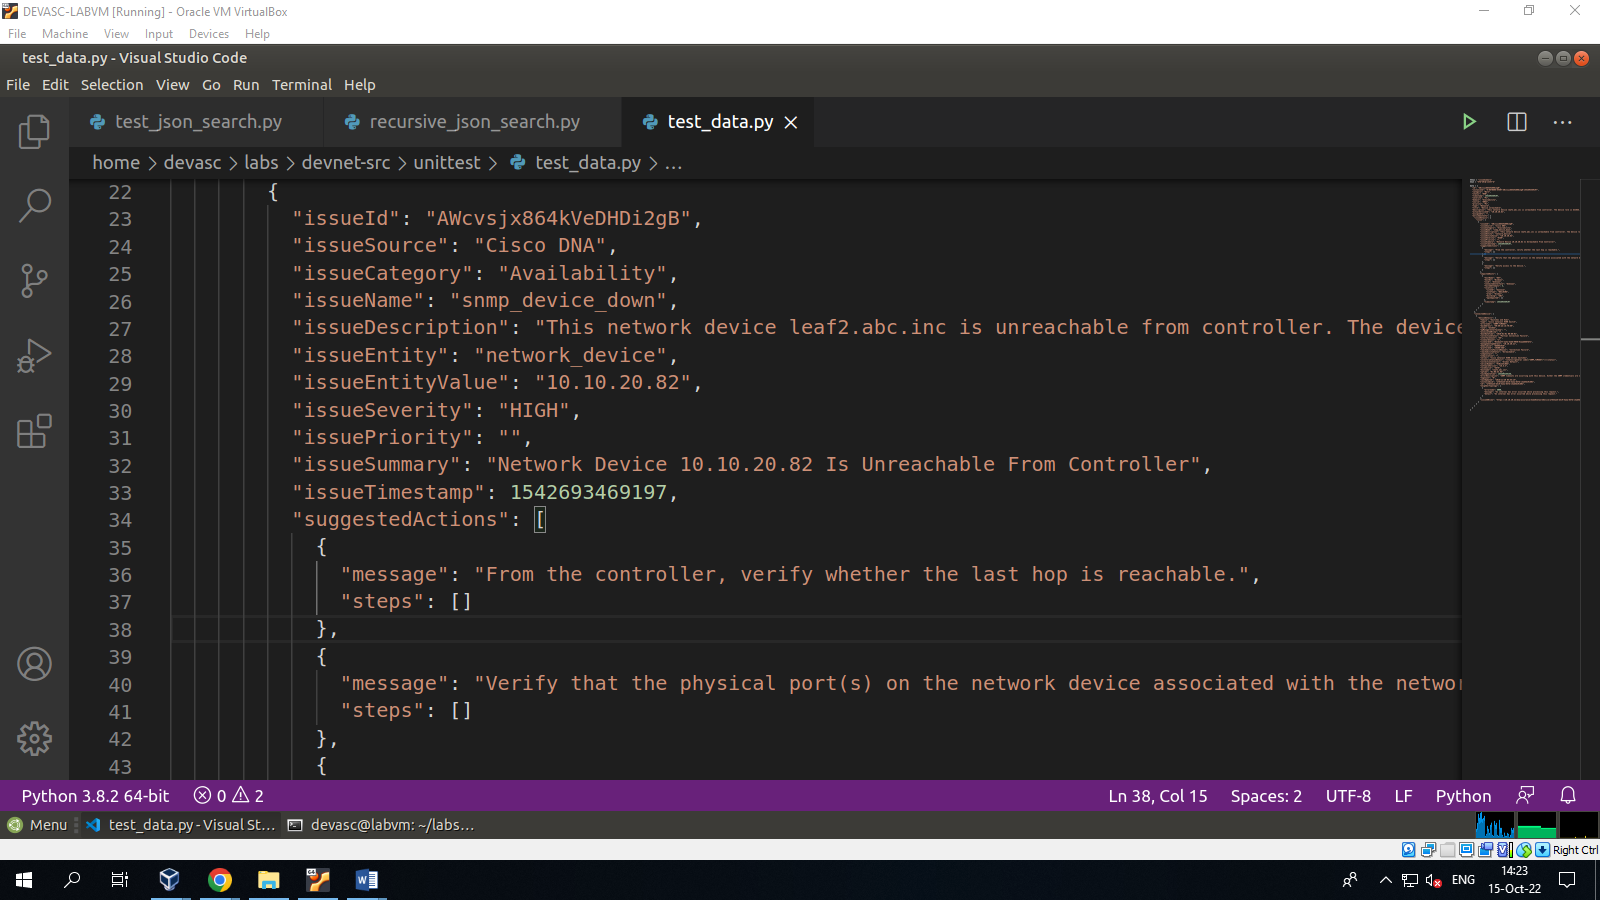 DEVASC-LABVM [Running] - Oracle VM VirtualBox
File Machine View Input Devices Help
test_data.py - Visual Studio Code
File Edit Selection View Go Run Terminal Help
test_json_search.py recursive_json_search.py test_data.py
home > devasc > labs > devnet-src > unittest > test_data.py > ...
22 {
23 "issueId": "AWcvsjx864kVeDHDi2gB",
24 "issueSource": "Cisco DNA",
25 "issueCategory": "Availability",
26 "issueName": "snmp_device_down",
27 "issueDescription": "This network device leaf2.abc.inc is unreachable from controller. The device
28 "issueEntity": "network_device",
29 "issueEntityValue": "10.10.20.82",
30 "issueSeverity": "HIGH",
31 "issuePriority": "",
32 "issueSummary": "Network Device 10.10.20.82 Is Unreachable From Controller",
33 "issueTimestamp": 1542693469197,
34 "suggestedActions": [
35 {
36 "message": "From the controller, verify whether the last hop is reachable.",
37 "steps": []
38 },
39 {
40 "message": "Verify that the physical port(s) on the network device associated with the networ
41 "steps": []
42 },
43 {
Python 3.8.2 64-bit 0 2 Ln 38, Col 15 Spaces: 2 UTF-8 LF Python
Menu test_data.py - Visual St... devasc@labvm: ~/labs...
Right Ctrl
ENG 14:23
15-Oct-22